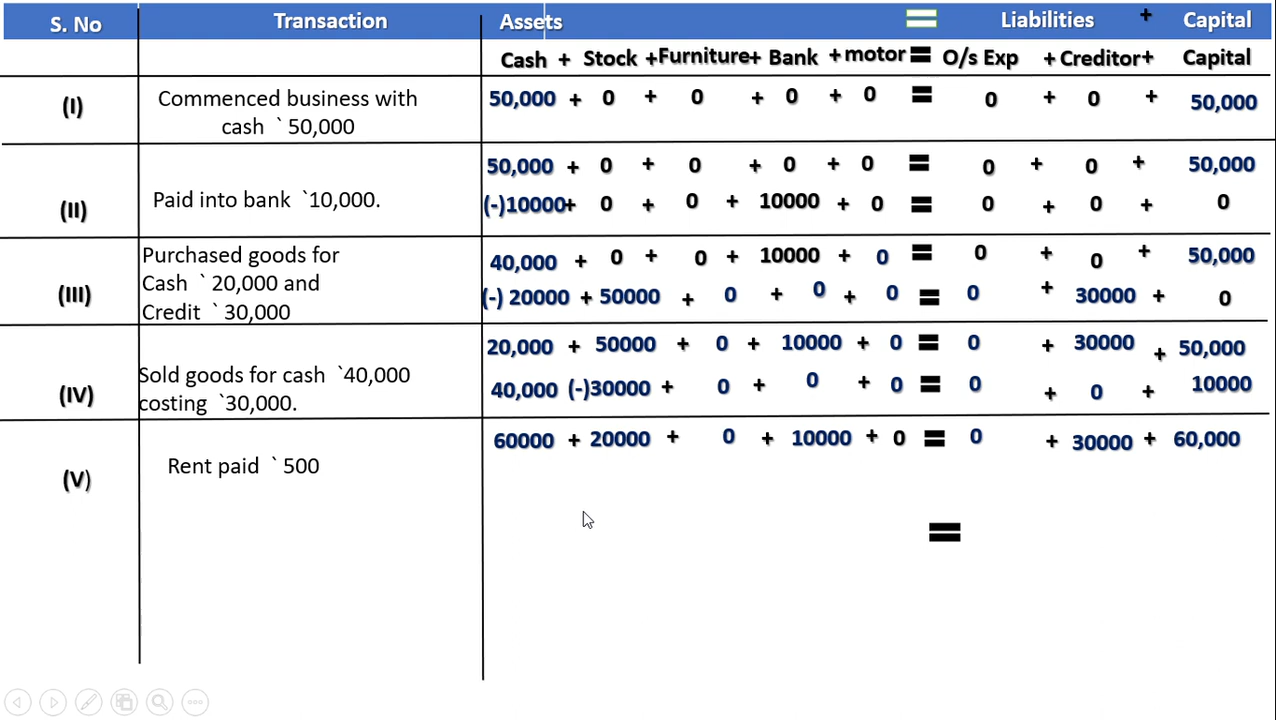 S. No Transaction Assets = Liabilities + Capital
Cash + Stock + Furniture + Bank + motor = O/s Exp + Creditor + Capital
(I) Commenced business with
cash ` 50,000
50,000 + 0 + 0 + 0 + 0 = 0 + 0 + 50,000
50,000 + 0 + 0 + 0 + 0 = 0 + 0 + 50,000
(II) Paid into bank `10,000.
(-)10000+ 0 + 0 + 10000 + 0 = 0 + 0 + 0
(III) Purchased goods for
Cash ` 20,000 and
Credit ` 30,000
40,000 + 0 + 0 + 10000 + 0 = 0 + 0 + 50,000
(-) 20000 + 50000 + 0 + 0 + 0 = 0 + 30000 + 0
20,000 + 50000 + 0 + 10000 + 0 = 0 + 30000 + 50,000
(IV) Sold goods for cash `40,000
costing `30,000.
40,000 (-)30000 + 0 + 0 + 0 = 0 + 0 + 10000
60000 + 20000 + 0 + 10000 + 0 = 0 + 30000 + 60,000
(V) Rent paid ` 500
=